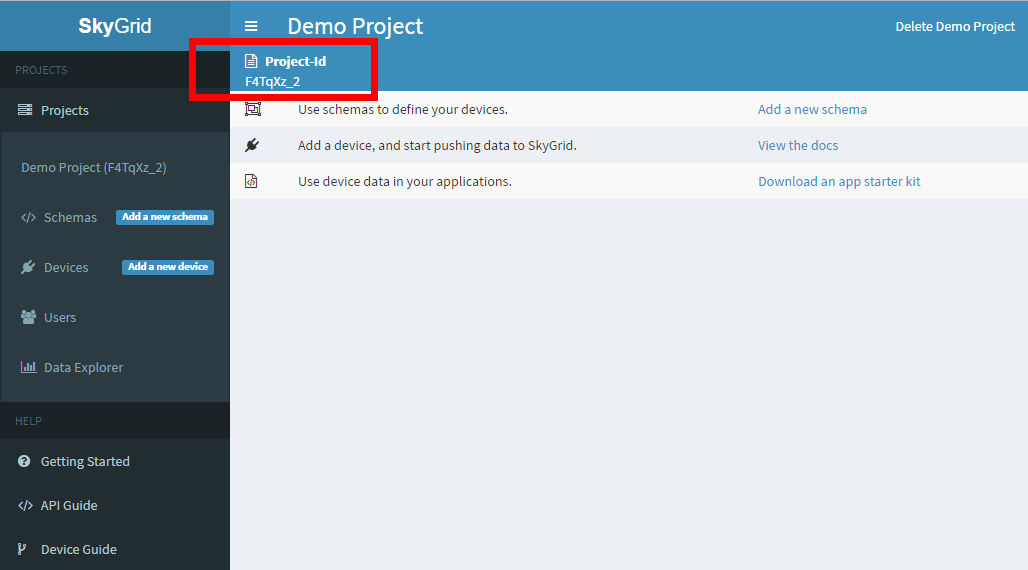 SkyGrid
Demo Project
Delete Demo Project
Project-Id
F4TqXz_2
PROJECTS
Projects
Demo Project (F4TqXz_2)
Schemas Add a new schema
Devices Add a new device
Users
Data Explorer
HELP
Getting Started
API Guide
Device Guide
Use schemas to define your devices. Add a new schema
Add a device, and start pushing data to SkyGrid. View the docs
Use device data in your applications. Download an app starter kit